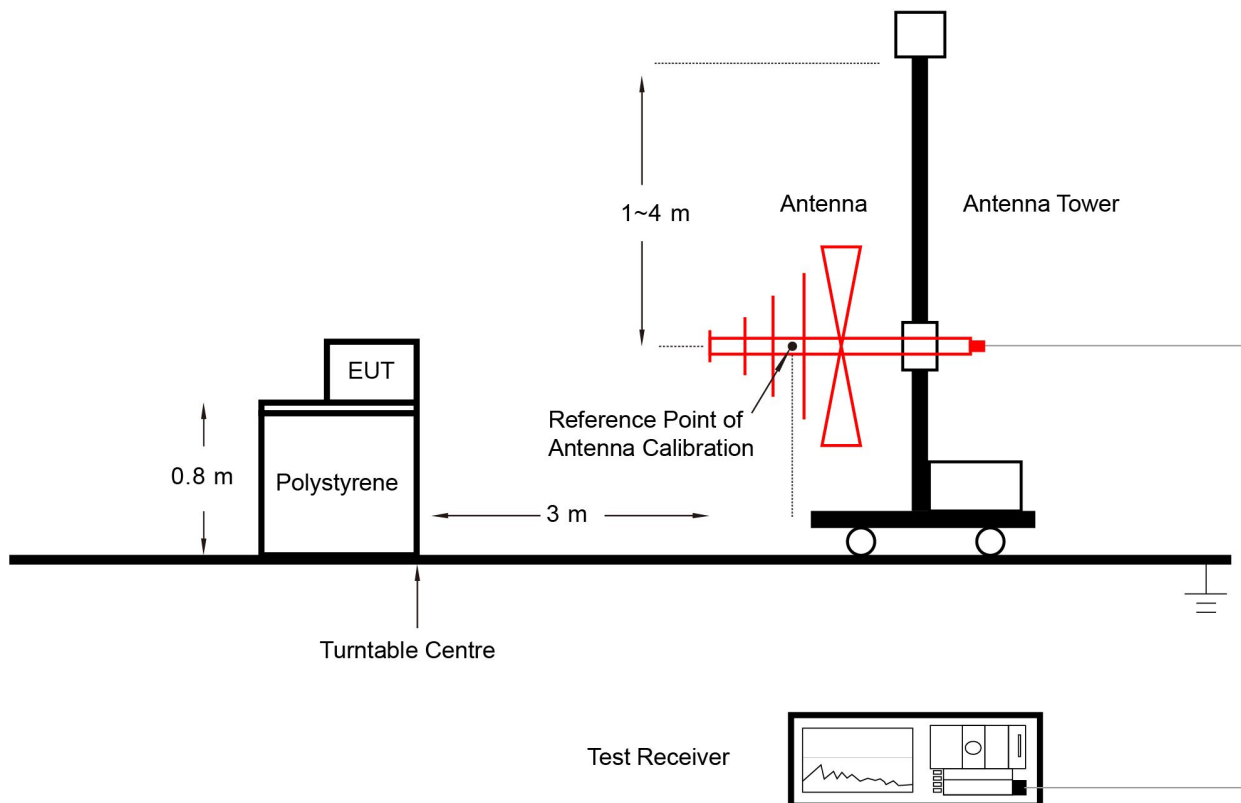 1~4 m
Antenna
Antenna Tower
EUT
Reference Point of
Antenna Calibration
0.8 m
Polystyrene
3 m
Turntable Centre
Test Receiver